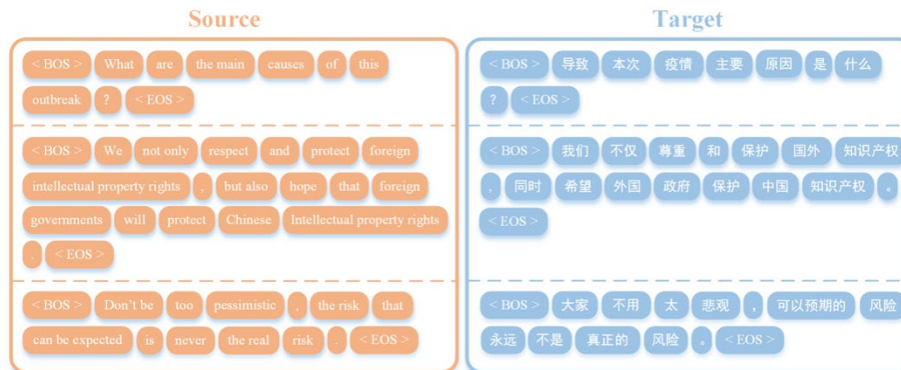 Source
< BOS > What are the main causes of this
outbreak ? < EOS >
< BOS > We not only respect and protect foreign
intellectual property rights , but also hope that foreign
governments will protect Chinese Intellectual property rights
. < EOS >
< BOS > Don't be too pessimistic , the risk that
can be expected is never the real risk . < EOS >
Target
< BOS > 导致 本次 疫情 主要 原因 是 什么
? < EOS >
< BOS > 我们 不仅 尊重 和 保护 国外 知识产权
, 同时 希望 外国 政府 保护 中国 知识产权 。
< EOS >
< BOS > 大家 不用 太 悲观 , 可以预期的 风险
永远 不是 真正的 风险 。 < EOS >